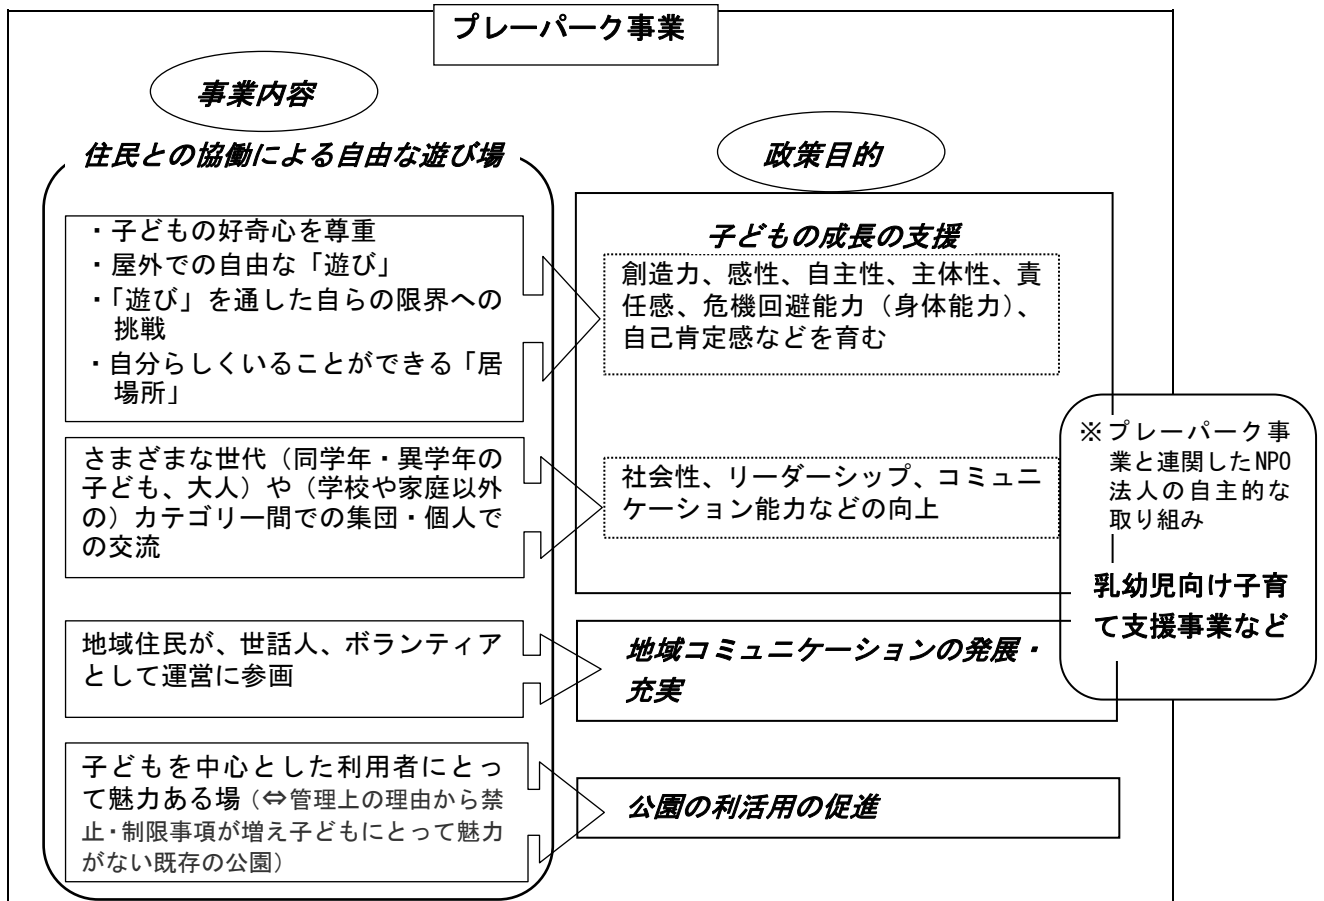 プレーパーク事業
事業内容
住民との協働による自由な遊び場
・子どもの好奇心を尊重
・屋外での自由な「遊び」
・「遊び」を通した自らの限界への
挑戦
・自分らしくいることができる「居
場所」
さまざまな世代（同学年・異学年の
子ども、大人）や（学校や家庭以外
の）カテゴリー間での集団・個人で
の交流
地域住民が、世話人、ボランティア
として運営に参画
子どもを中心とした利用者にとっ
て魅力ある場（⇔管理上の理由から禁
止・制限事項が増え子どもにとって魅力
がない既存の公園）
政策目的
子どもの成長の支援
創造力、感性、自主性、主体性、責
任感、危機回避能力（身体能力）、
自己肯定感などを育む
社会性、リーダーシップ、コミュニ
ケーション能力などの向上
地域コミュニケーションの発展・
充実
公園の利活用の促進
※プレーパーク事
業と連関したNPO
法人の自主的な
取り組み
乳幼児向け子育
て支援事業など